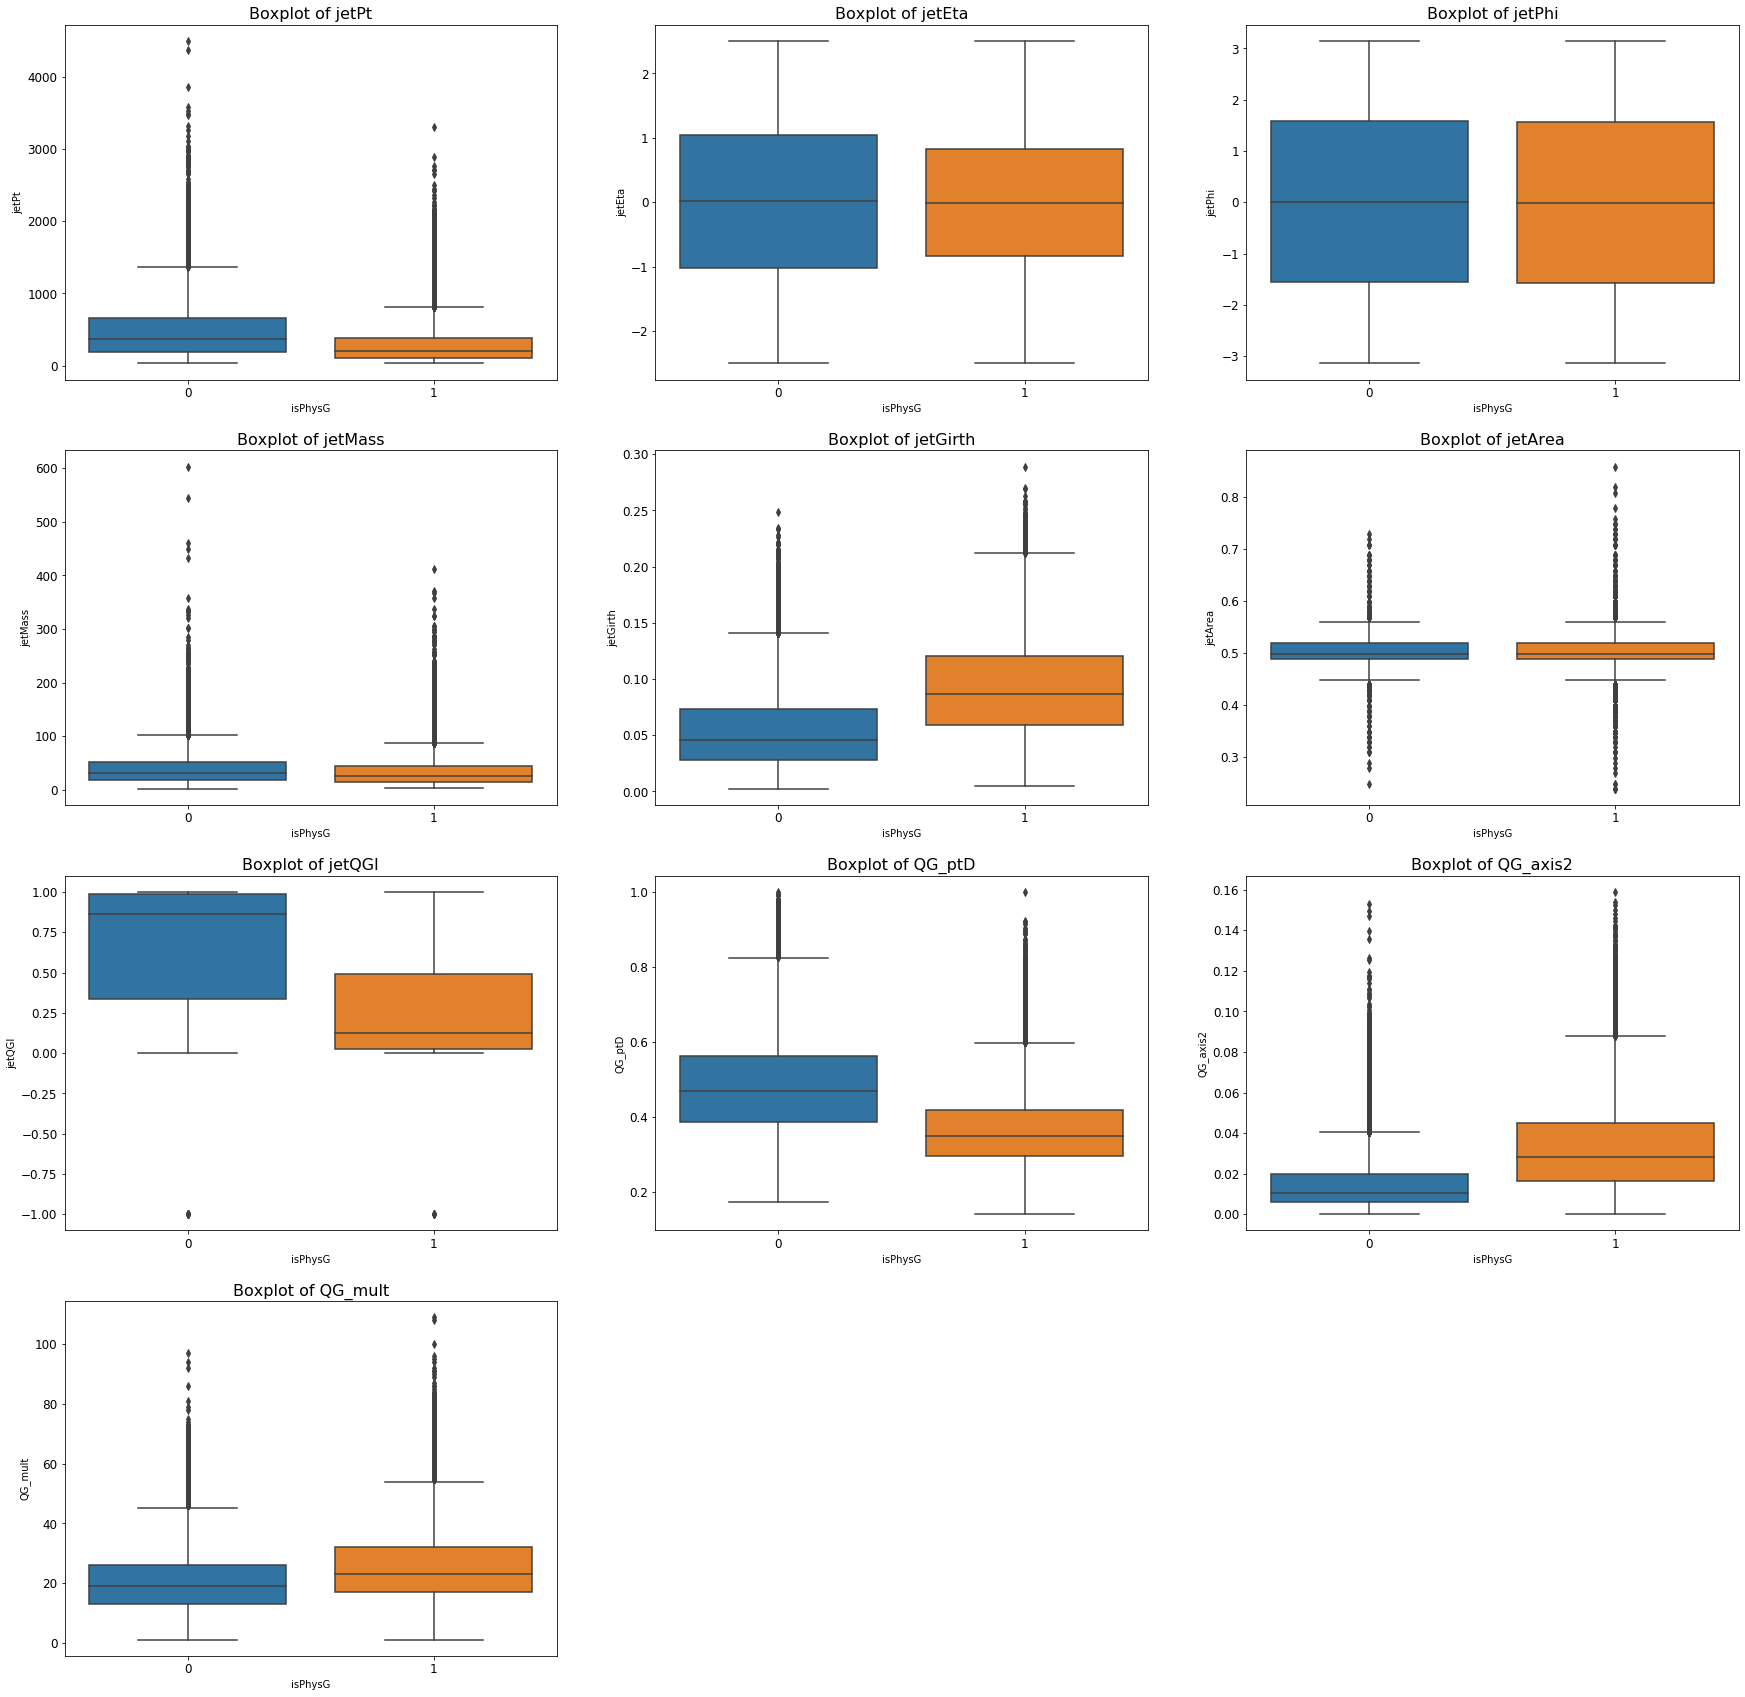 Boxplot of jetPt
Boxplot of jetEta
Boxplot of jetPhi
4000
3000
2000
1000
0
jetPt
0
1
isPhysG
2
1
0
−1
−2
jetEta
0
1
isPhysG
3
2
1
0
−1
−2
−3
jetPhi
0
1
isPhysG
Boxplot of jetMass
Boxplot of jetGirth
Boxplot of jetArea
600
500
400
300
200
100
0
jetMass
0
1
isPhysG
0.30
0.25
0.20
0.15
0.10
0.05
0.00
jetGirth
0
1
isPhysG
0.8
0.7
0.6
0.5
0.4
0.3
jetArea
0
1
isPhysG
Boxplot of jetQGl
Boxplot of QG_ptD
Boxplot of QG_axis2
1.00
0.75
0.50
0.25
0.00
−0.25
−0.50
−0.75
−1.00
jetQGl
0
1
isPhysG
1.0
0.8
0.6
0.4
0.2
QG_ptD
0
1
isPhysG
0.16
0.14
0.12
0.10
0.08
0.06
0.04
0.02
0.00
QG_axis2
0
1
isPhysG
Boxplot of QG_mult
100
80
60
40
20
0
QG_mult
0
1
isPhysG